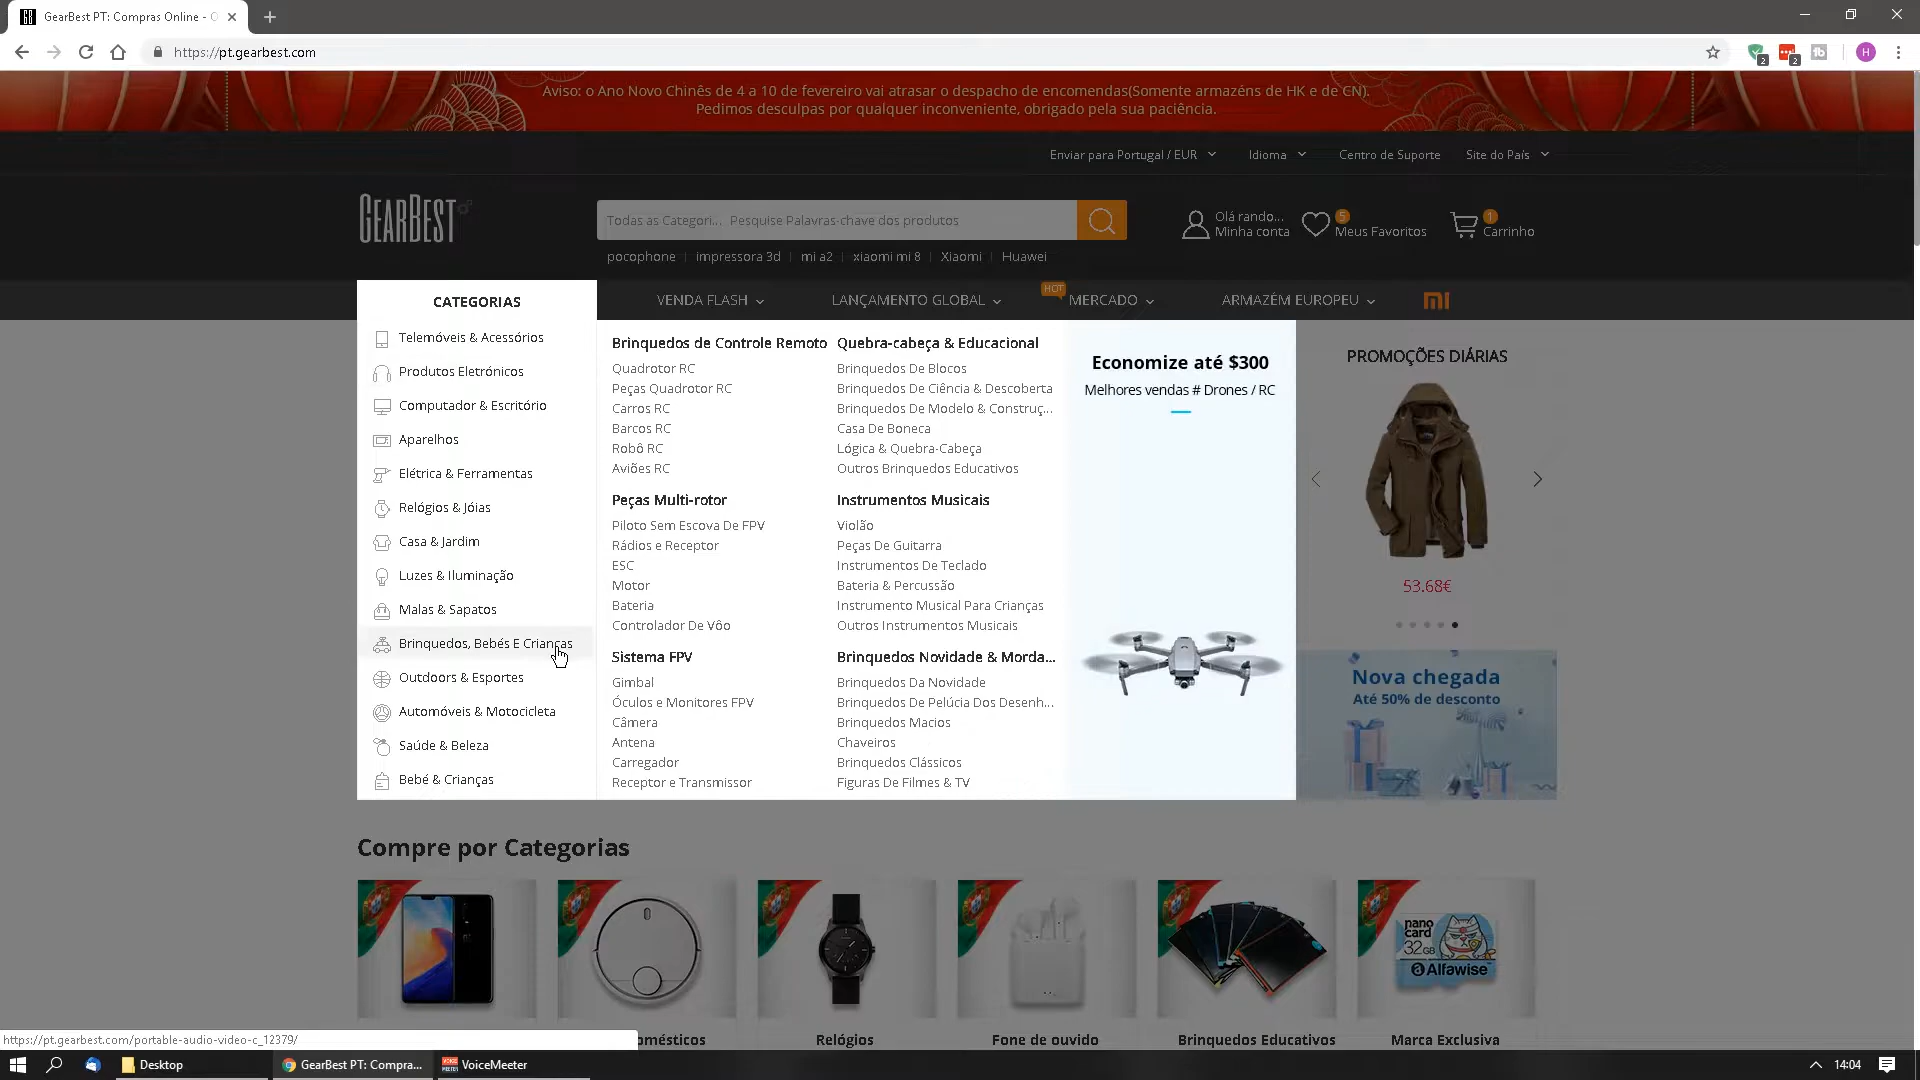 GearBest PT: Compras Online - O
https://pt.gearbest.com
2
2
H
Aviso: o Ano Novo Chinês de 4 a 10 de fevereiro vai atrasar o despacho de encomendas(Somente armazéns de HK e de CN).
Pedimos desculpas por qualquer inconveniente, obrigado pela sua paciência.
Enviar para Portugal / EUR
Idioma
Centro de Suporte
Site do País
GEARBEST
Todas as Categori...
Pesquise Palavras-chave dos produtos
Olá rando...
Minha conta
5
Meus Favoritos
1
Carrinho
pocophone
impressora 3d
mi a2
xiaomi mi 8
Xiaomi
Huawei
CATEGORIAS
VENDA FLASH
LANÇAMENTO GLOBAL
HOT
MERCADO
ARMAZÉM EUROPEU
mi
Telemóveis & Acessórios
Produtos Eletrónicos
Computador & Escritório
Aparelhos
Elétrica & Ferramentas
Relógios & Jóias
Casa & Jardim
Luzes & Iluminação
Malas & Sapatos
Brinquedos, Bebés E Crianças
Outdoors & Esportes
Automóveis & Motocicleta
Saúde & Beleza
Bebé & Crianças
Brinquedos de Controle Remoto
Quadrotor RC
Peças Quadrotor RC
Carros RC
Barcos RC
Robô RC
Aviões RC
Peças Multi-rotor
Piloto Sem Escova De FPV
Rádios e Receptor
ESC
Motor
Bateria
Controlador De Vôo
Sistema FPV
Gimbal
Óculos e Monitores FPV
Câmera
Antena
Carregador
Receptor e Transmissor
Quebra-cabeça & Educacional
Brinquedos De Blocos
Brinquedos De Ciência & Descoberta
Brinquedos De Modelo & Construç...
Casa De Boneca
Lógica & Quebra-Cabeça
Outros Brinquedos Educativos
Instrumentos Musicais
Violão
Peças De Guitarra
Instrumentos De Teclado
Bateria & Percussão
Instrumento Musical Para Crianças
Outros Instrumentos Musicais
Brinquedos Novidade & Morda...
Brinquedos Da Novidade
Brinquedos De Pelúcia Dos Desenh...
Brinquedos Macios
Chaveiros
Brinquedos Clássicos
Figuras De Filmes & TV
Economize até $300
Melhores vendas # Drones / RC
PROMOÇÕES DIÁRIAS
53.68€
Nova chegada
Até 50% de desconto
Compre por Categorias
nano
card
32GB
Alfawise
omésticos
Relógios
Fone de ouvido
Brinquedos Educativos
Marca Exclusiva
https://pt.gearbest.com/portable-audio-video-c_12379/
Desktop
GearBest PT: Compra...
VoiceMeeter
14:04